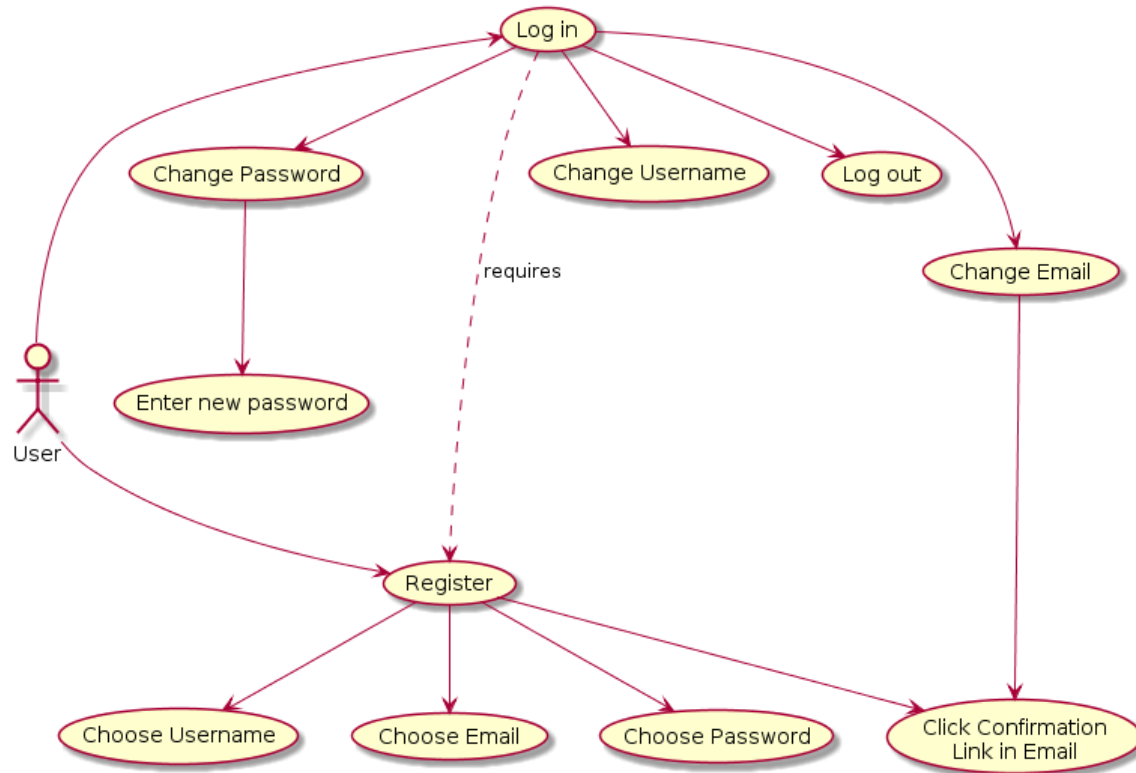 Log in
Change Password
Change Username
Log out
requires
Change Email
Enter new password
User
Register
Choose Username
Choose Email
Choose Password
Click Confirmation
Link in Email